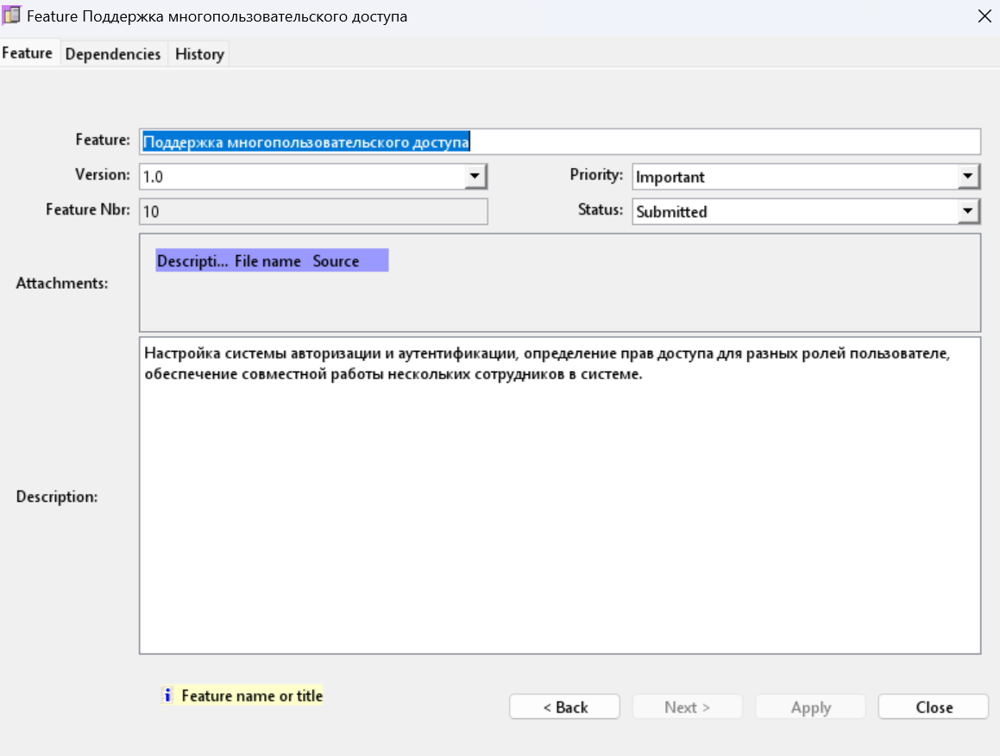 Feature Поддержка многопользовательского доступа
Feature Dependencies History
Feature: Поддержка многопользовательского доступа
Version: 1.0 Priority: Important
Feature Nbr: 10 Status: Submitted
Attachments: Descripti... File name Source
Description: Настройка системы авторизации и аутентификации, определение прав доступа для разных ролей пользователе,
обеспечение совместной работы нескольких сотрудников в системе.
i Feature name or title
< Back Next > Apply Close